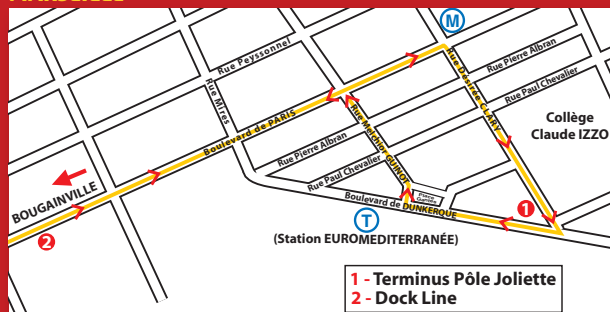 MARSEILLE
M
Rue Peyssonnel
Rue Mires
Boulevard de PARIS
Rue Désirée CLARY
Rue Pierre Albran
Rue Paul Chevalier
Collège
Claude IZZO
Rue Melchior GUINOT
Rue Pierre Albran
Rue Paul Chevalier
BOUGAINVILLE
2
Boulevard de DUNKERQUE
1
T
(Station EUROMEDITERRANÉE)
1 - Terminus Pôle Joliette
2 - Dock Line